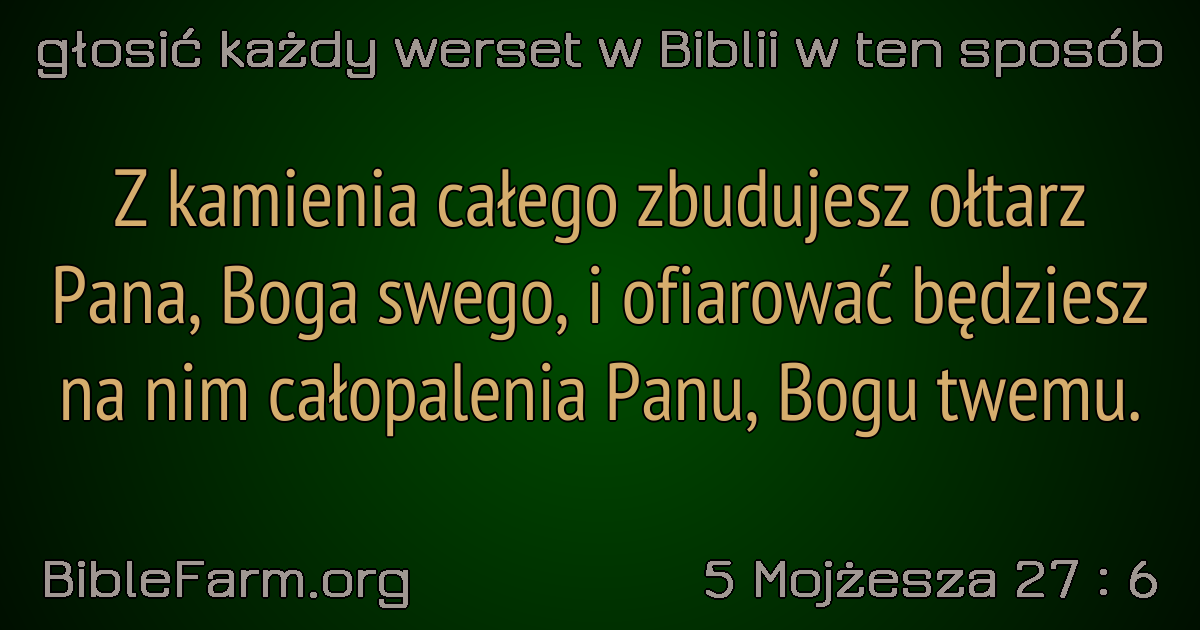 głosić każdy werset w Biblii w ten sposób
Z kamienia całego zbudujesz ołtarz
Pana, Boga swego, i ofiarować będziesz
na nim całopalenia Panu, Bogu twemu.
BibleFarm.org
5 Mojżesza 27 : 6